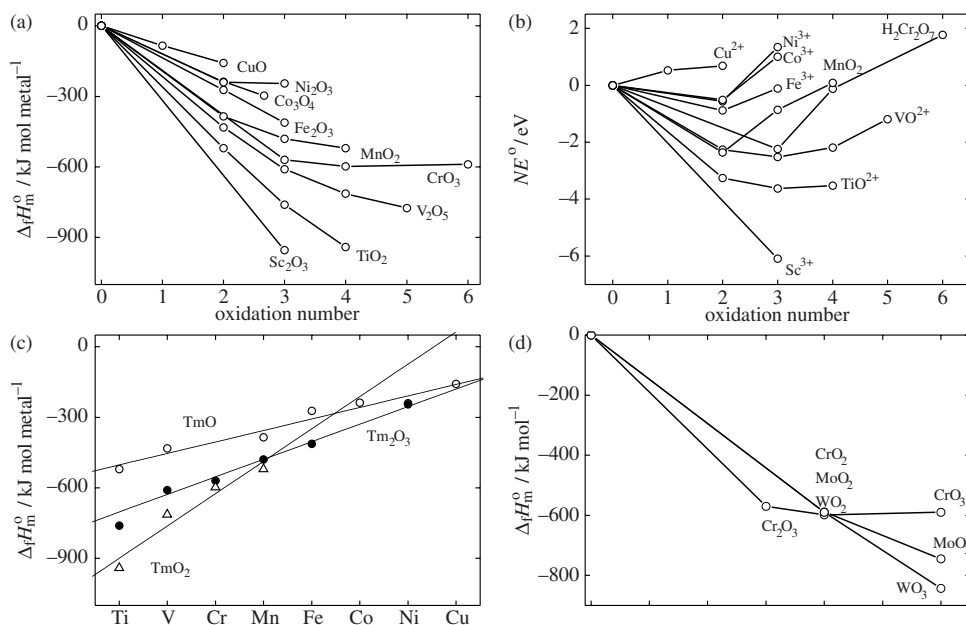 (a)
0
−300
−600
−900
Δ_fH_m^o / kJ mol metal⁻¹
CuO
Ni₂O₃
Co₃O₄
Fe₂O₃
MnO₂
CrO₃
V₂O₅
TiO₂
Sc₂O₃
0 1 2 3 4 5 6
oxidation number
(b)
2
0
−2
−4
−6
NE^o / eV
Cu²⁺
Ni³⁺
Co³⁺
Fe³⁺
MnO₂
H₂Cr₂O₇
VO²⁺
TiO²⁺
Sc³⁺
0 1 2 3 4 5 6
oxidation number
(c)
0
−300
−600
−900
Δ_fH_m^o / kJ mol metal⁻¹
TmO
Tm₂O₃
TmO₂
Ti V Cr Mn Fe Co Ni Cu
(d)
0
−200
−400
−600
−800
Δ_fH_m^o / kJ mol⁻¹
CrO₂
MoO₂
WO₂
Cr₂O₃
CrO₃
MoO
WO₃